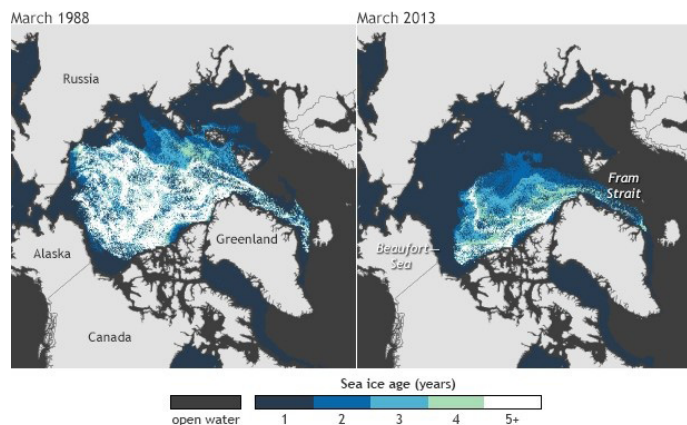 March 1988
March 2013
Russia
Fram
Strait
Greenland
Alaska
Beaufort
Sea
Canada
Sea ice age (years)
open water 1 2 3 4 5+